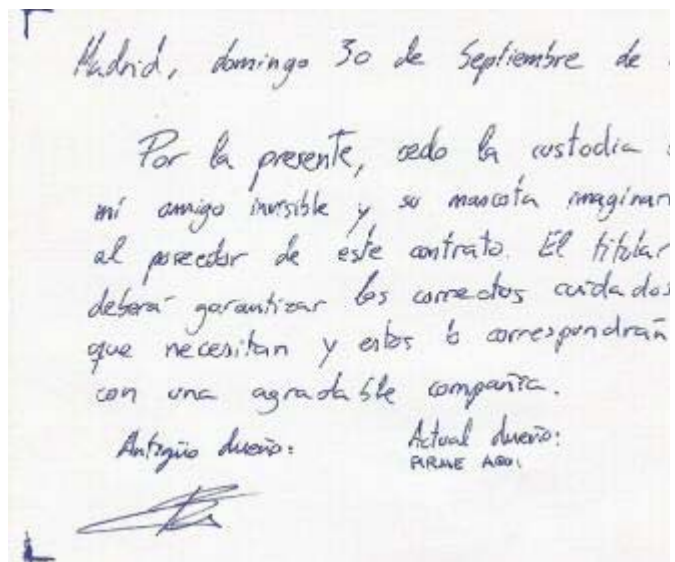 Madrid, domingo 30 de Septiembre de
Por la presente, cedo la custodia
mi amigo invisible y su mascota imaginar
al poseedor de este contrato. El titular
deberá garantizar los correctos cuidados
que necesitan y estos lo corresponderán
con una agradable compañía.
Antigüo dueño: Actual dueño:
FIRME AQUÍ